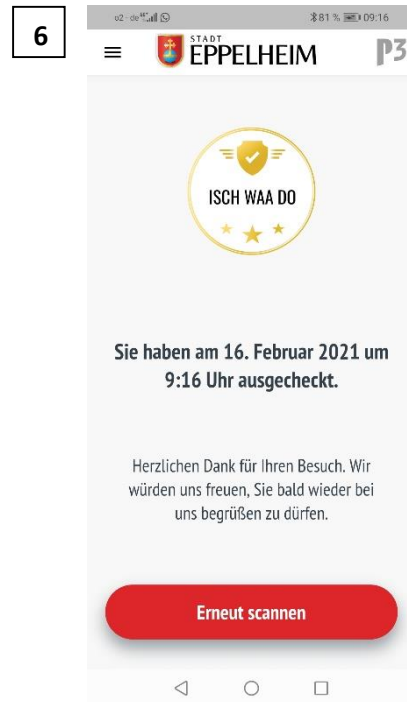 6
o2 - de
81 %
09:16
STADT
EPPELHEIM
P3
ISCH WAA DO
Sie haben am 16. Februar 2021 um
9:16 Uhr ausgecheckt.
Herzlichen Dank für Ihren Besuch. Wir
würden uns freuen, Sie bald wieder bei
uns begrüßen zu dürfen.
Erneut scannen